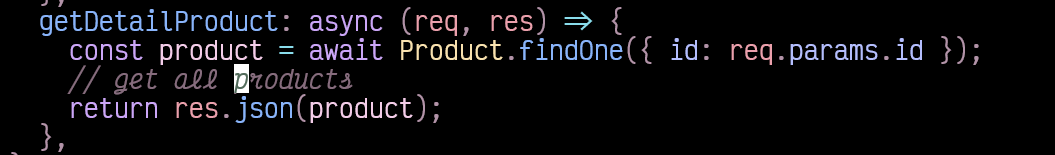 getDetailProduct: async (req, res) => {
const product = await Product.findOne({ id: req.params.id });
// get all products
return res.json(product);
},